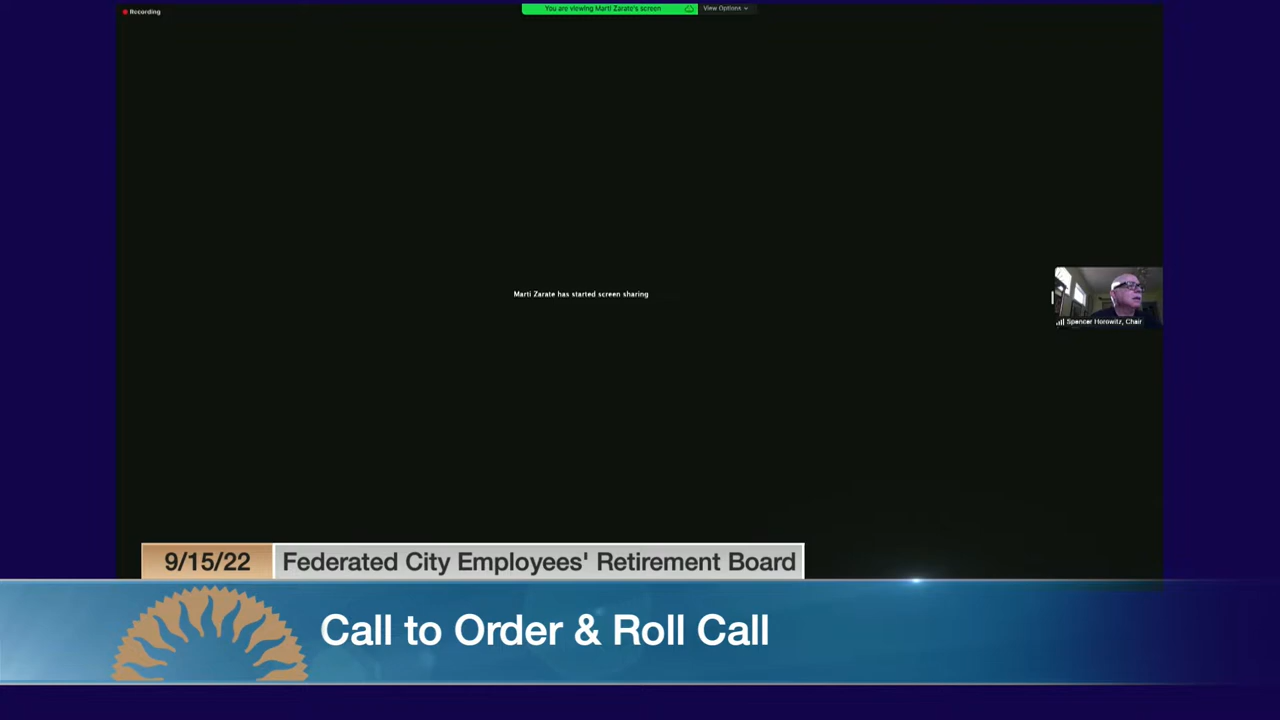 Recording
You are viewing Marti Zarate's screen
View Options
Marti Zarate has started screen sharing
Spencer Horowitz, Chair
9/15/22
Federated City Employees' Retirement Board
Call to Order & Roll Call